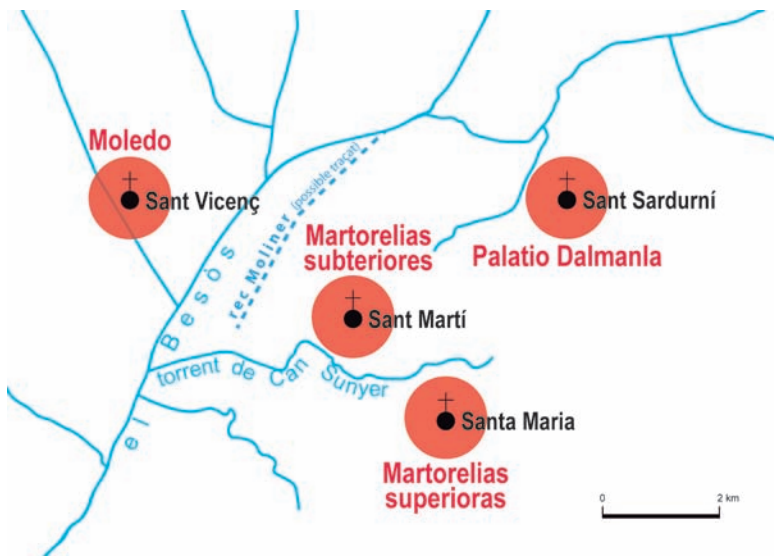 Moledo
Sant Vicenç
rec Moliner (possible traçat)
Martorelias
subteriores
Sant Martí
Sant Sardurní
Palatio Dalmanla
el Besòs
torrent de Can Sunyer
Santa Maria
Martorelias
superioras
0 2 km